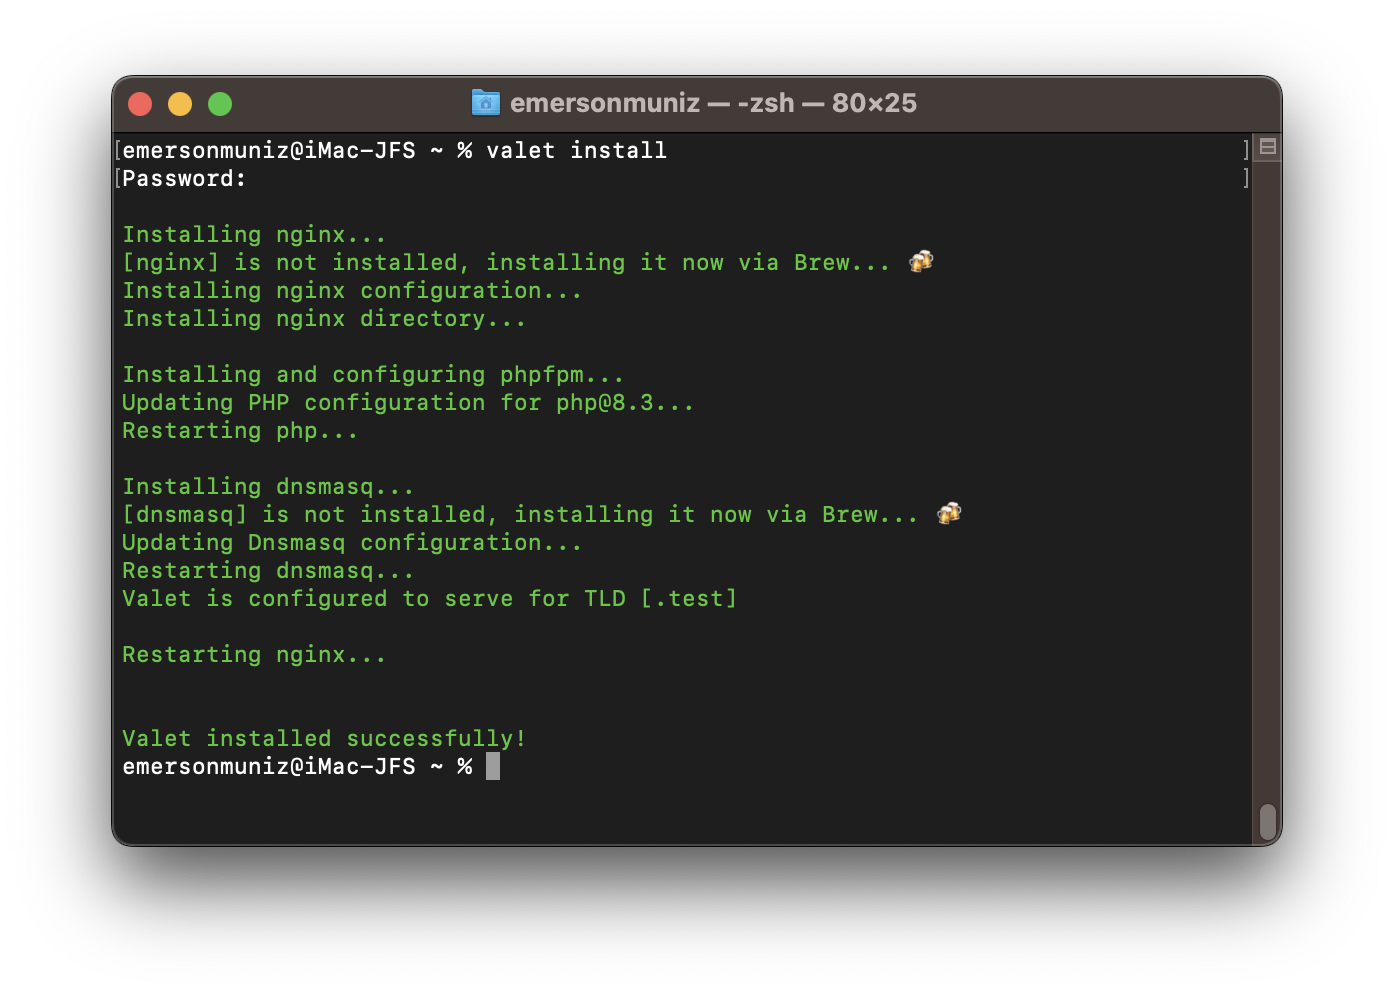 emersonmuniz — -zsh — 80×25
[emersonmuniz@iMac-JFS ~ % valet install ]
[Password: ]
Installing nginx...
[nginx] is not installed, installing it now via Brew... 🍻
Installing nginx configuration...
Installing nginx directory...
Installing and configuring phpfpm...
Updating PHP configuration for php@8.3...
Restarting php...
Installing dnsmasq...
[dnsmasq] is not installed, installing it now via Brew... 🍻
Updating Dnsmasq configuration...
Restarting dnsmasq...
Valet is configured to serve for TLD [.test]
Restarting nginx...
Valet installed successfully!
emersonmuniz@iMac-JFS ~ %